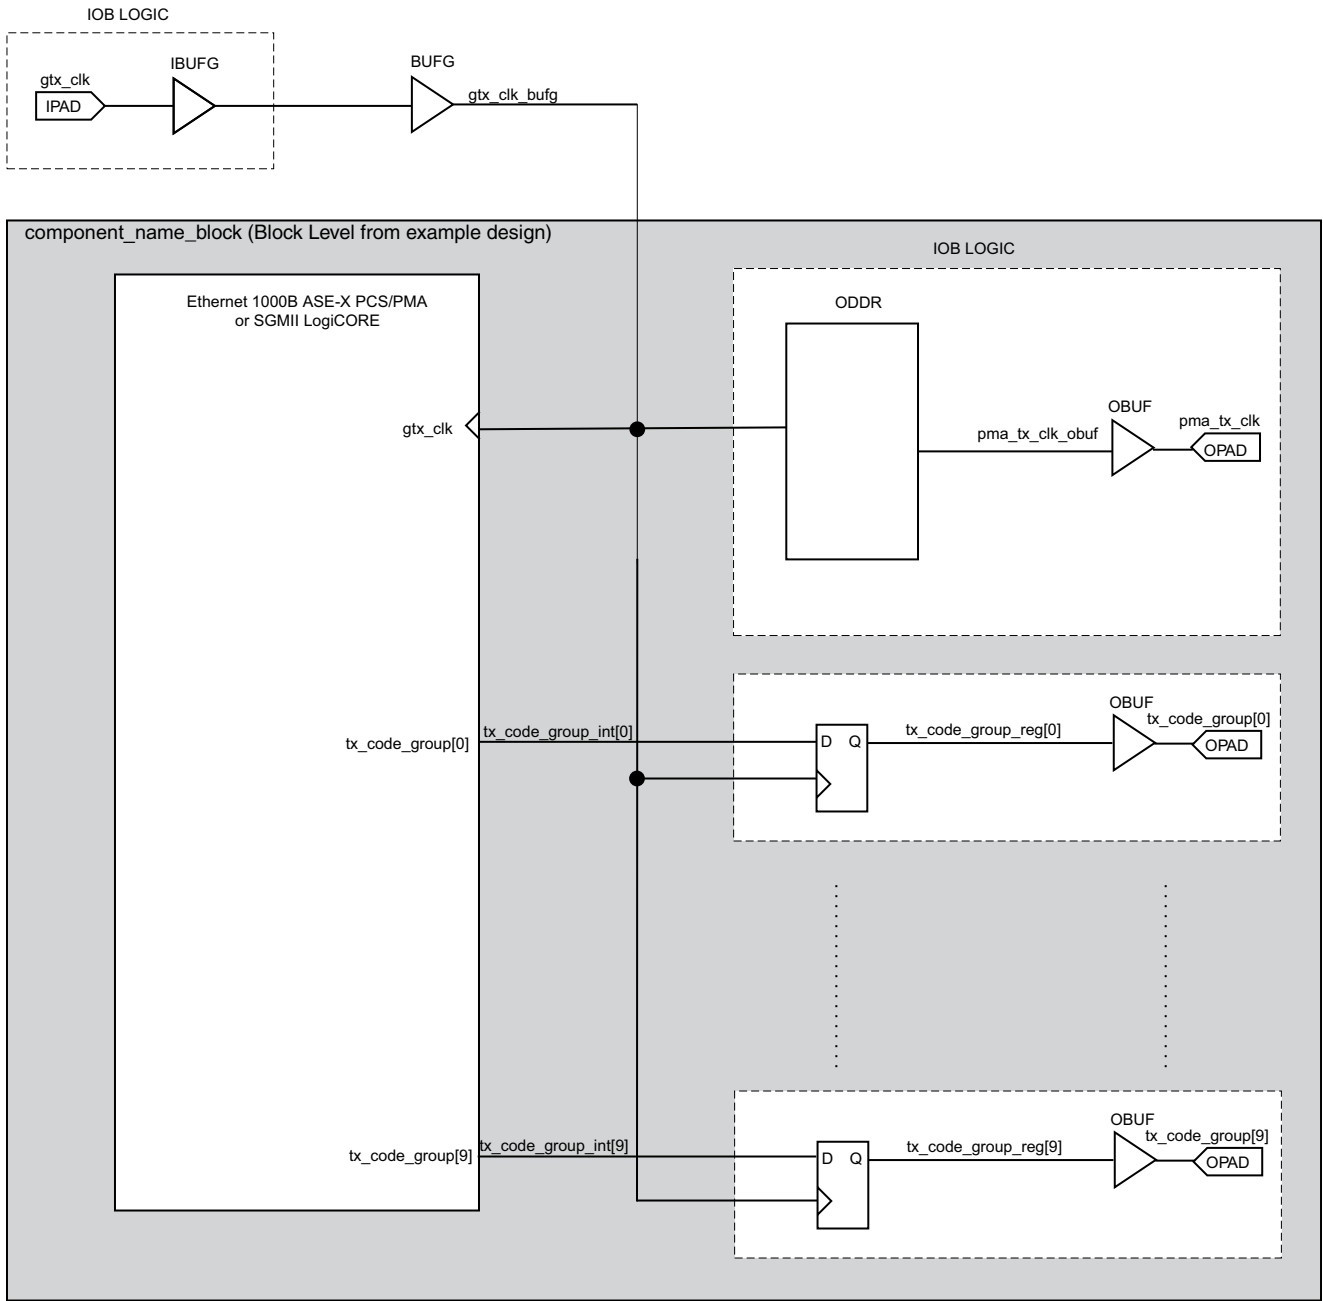 IOB LOGIC
gtx_clk
IPAD
IBUFG
BUFG
gtx_clk_bufg
component_name_block (Block Level from example design)
IOB LOGIC
Ethernet 1000B ASE-X PCS/PMA
or SGMII LogiCORE
ODDR
gtx_clk
pma_tx_clk_obuf
OBUF
pma_tx_clk
OPAD
tx_code_group[0]
tx_code_group_int[0]
D Q
tx_code_group_reg[0]
OBUF
tx_code_group[0]
OPAD
tx_code_group[9]
tx_code_group_int[9]
D Q
tx_code_group_reg[9]
OBUF
tx_code_group[9]
OPAD